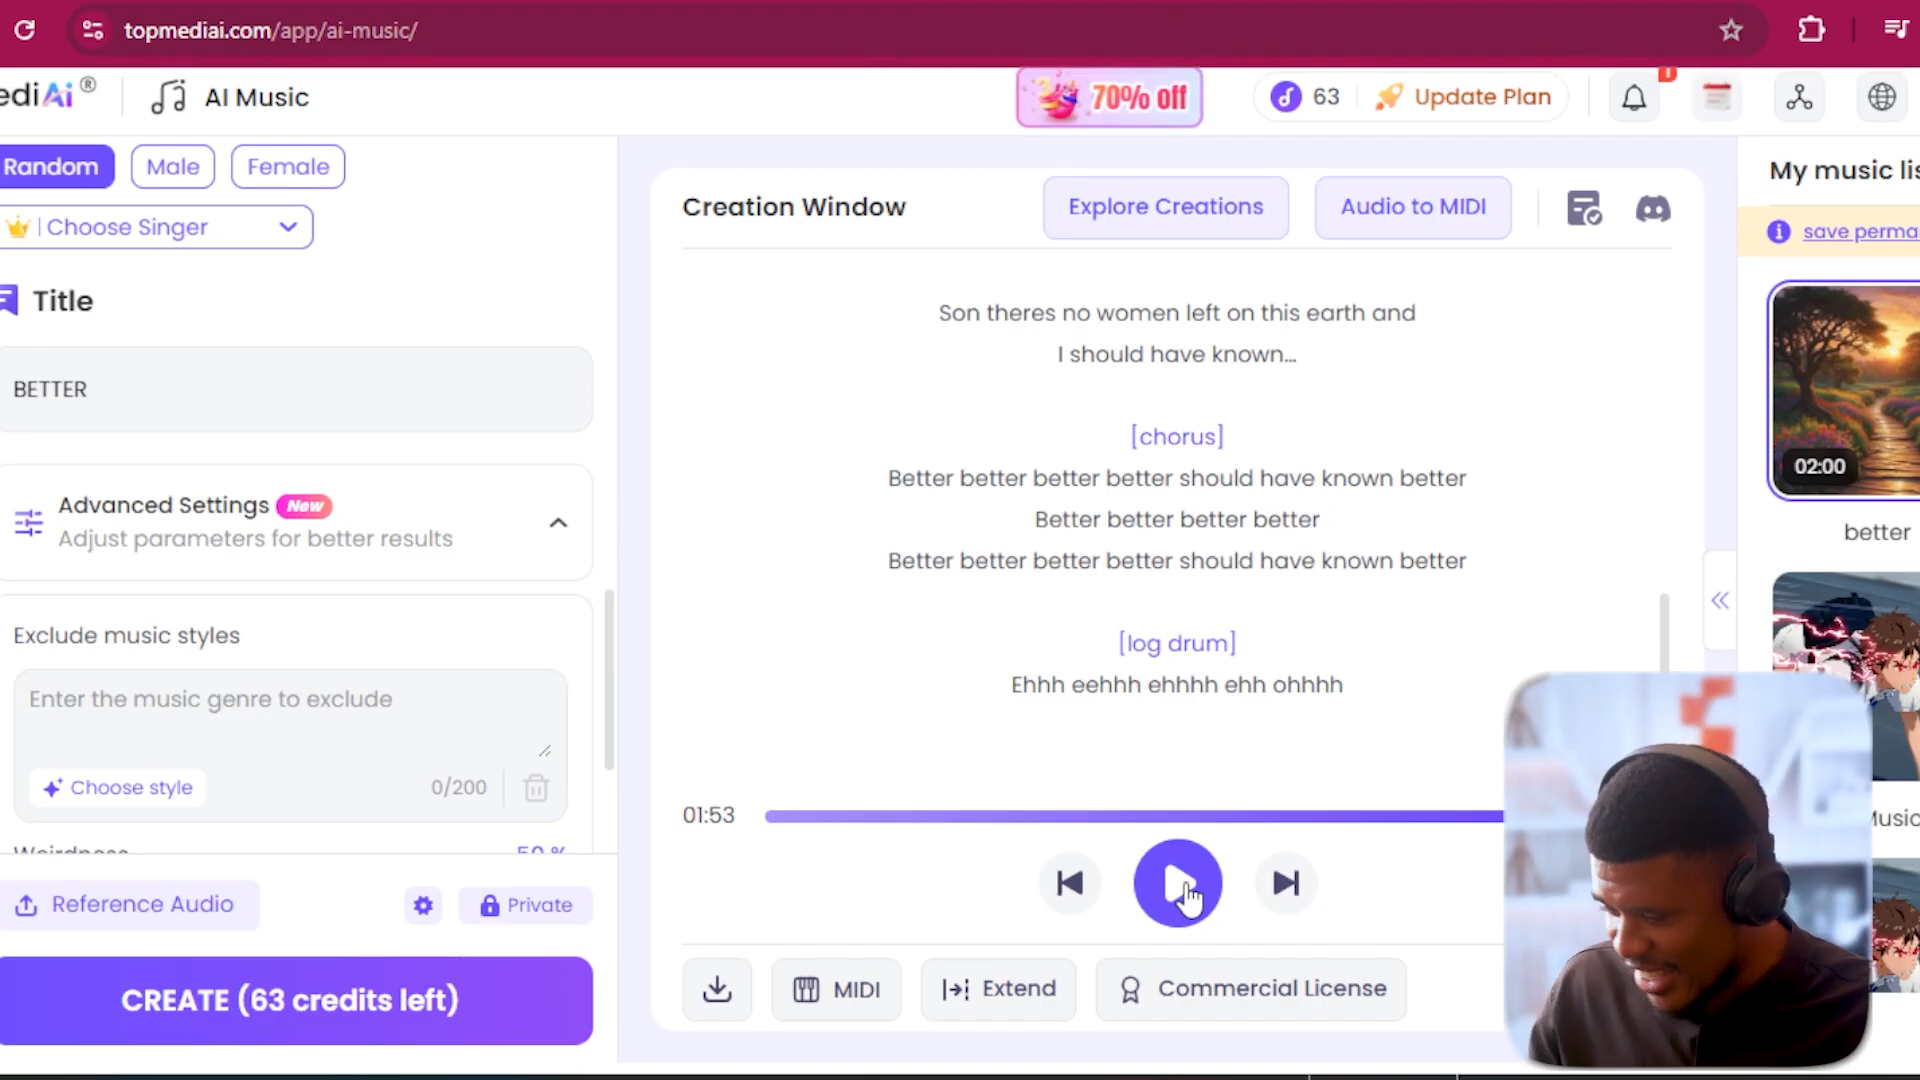 topmediai.com/app/ai-music/
ediAi®
AI Music
70% off
63
Update Plan
1
Random
Male
Female
Choose Singer
Title
BETTER
Advanced Settings New
Adjust parameters for better results
Exclude music styles
Enter the music genre to exclude
Choose style
0/200
Weirdness
50 %
Reference Audio
Private
CREATE (63 credits left)
Creation Window
Explore Creations
Audio to MIDI
Son theres no women left on this earth and
I should have known...
[chorus]
Better better better better should have known better
Better better better better
Better better better better should have known better
[log drum]
Ehhh eehhh ehhhh ehh ohhhh
01:53
MIDI
Extend
Commercial License
My music lis
save perma
02:00
better
Music